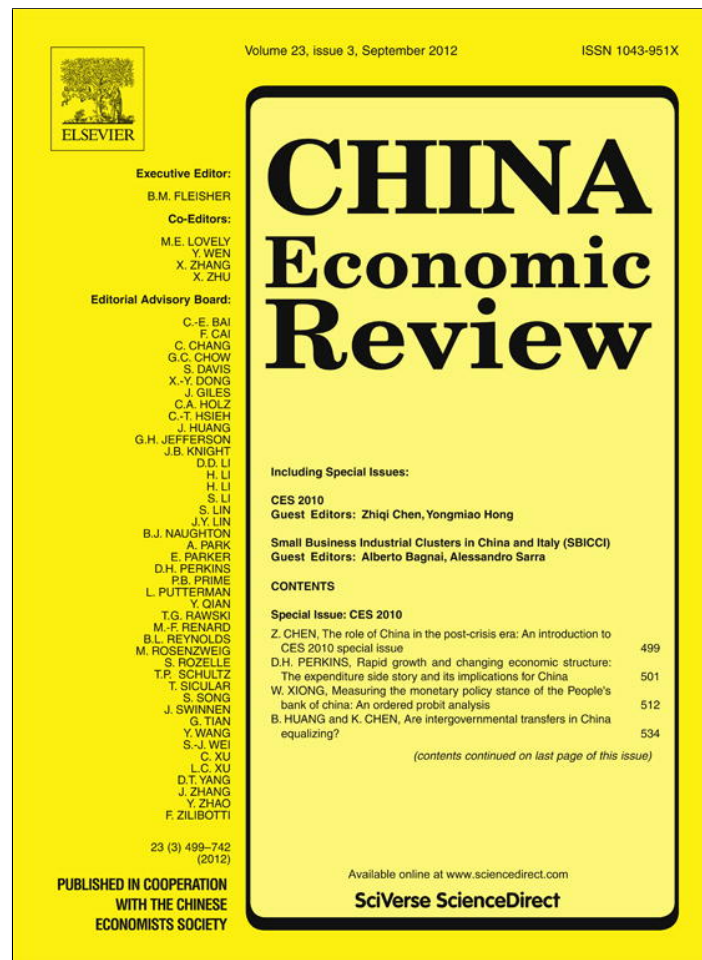 Volume 23, issue 3, September 2012
ISSN 1043-951X
ELSEVIER
Executive Editor:
B.M. FLEISHER
Co-Editors:
M.E. LOVELY
Y. WEN
X. ZHANG
X. ZHU
Editorial Advisory Board:
C.-E. BAI
F. CAI
C. CHANG
G.C. CHOW
S. DAVIS
X.-Y. DONG
J. GILES
C.A. HOLZ
C.-T. HSIEH
J. HUANG
G.H. JEFFERSON
J.B. KNIGHT
D.D. LI
H. LI
H. LI
S. LI
S. LIN
J.Y. LIN
B.J. NAUGHTON
A. PARK
E. PARKER
D.H. PERKINS
P.B. PRIME
L. PUTTERMAN
Y. QIAN
T.G. RAWSKI
M.-F. RENARD
B.L. REYNOLDS
M. ROSENZWEIG
S. ROZELLE
T.P. SCHULTZ
T. SICULAR
S. SONG
J. SWINNEN
G. TIAN
Y. WANG
S.-J. WEI
C. XU
L.C. XU
D.T. YANG
J. ZHANG
Y. ZHAO
F. ZILIBOTTI
23 (3) 499–742
(2012)
PUBLISHED IN COOPERATION
WITH THE CHINESE
ECONOMISTS SOCIETY
CHINA
Economic
Review
Including Special Issues:
CES 2010
Guest Editors: Zhiqi Chen, Yongmiao Hong
Small Business Industrial Clusters in China and Italy (SBICCI)
Guest Editors: Alberto Bagnai, Alessandro Sarra
CONTENTS
Special Issue: CES 2010
Z. CHEN, The role of China in the post-crisis era: An introduction to
CES 2010 special issue 499
D.H. PERKINS, Rapid growth and changing economic structure:
The expenditure side story and its implications for China 501
W. XIONG, Measuring the monetary policy stance of the People's
bank of china: An ordered probit analysis 512
B. HUANG and K. CHEN, Are intergovernmental transfers in China
equalizing? 534
(contents continued on last page of this issue)
Available online at www.sciencedirect.com
SciVerse ScienceDirect